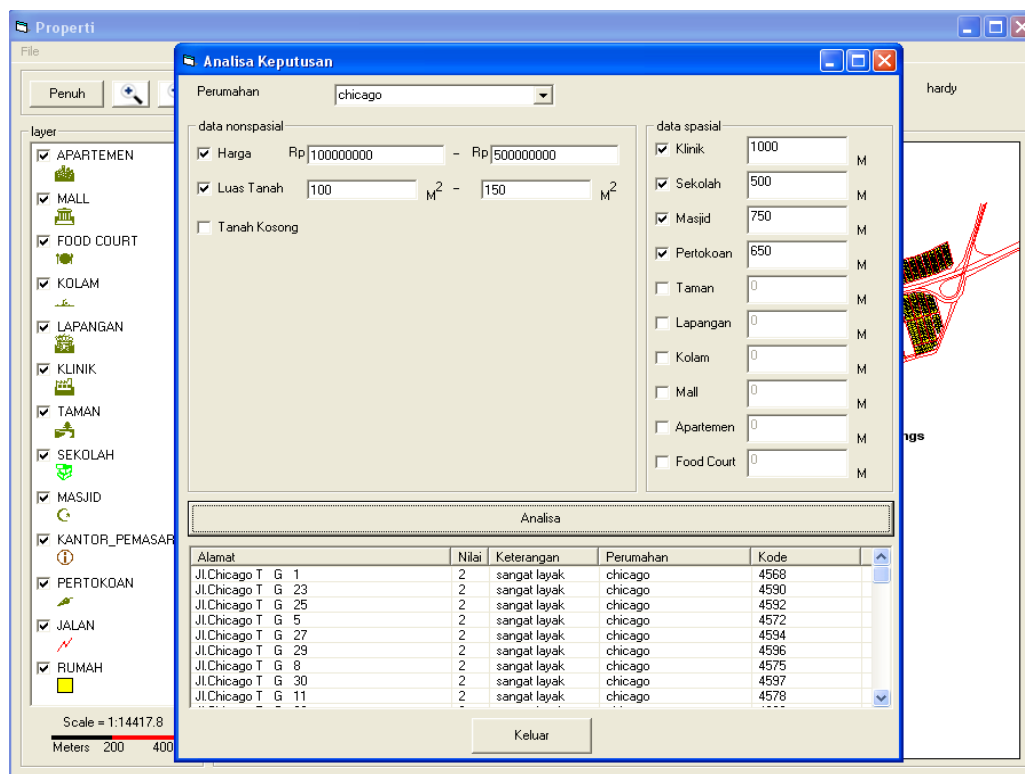 Properti
File
Penuh
hardy
layer
APARTEMEN
MALL
FOOD COURT
KOLAM
LAPANGAN
KLINIK
TAMAN
SEKOLAH
MASJID
KANTOR_PEMASAR
PERTOKOAN
JALAN
RUMAH
Scale = 1:14417.8
Meters 200 400
ngs
Analisa Keputusan
Perumahan chicago
data nonspasial
Harga Rp 100000000 - Rp 500000000
Luas Tanah 100 M2 - 150 M2
Tanah Kosong
data spasial
Klinik 1000 M
Sekolah 500 M
Masjid 750 M
Pertokoan 650 M
Taman 0 M
Lapangan 0 M
Kolam 0 M
Mall 0 M
Apartemen 0 M
Food Court 0 M
Analisa
Alamat Nilai Keterangan Perumahan Kode
Jl.Chicago T G 1 2 sangat layak chicago 4568
Jl.Chicago T G 23 2 sangat layak chicago 4590
Jl.Chicago T G 25 2 sangat layak chicago 4592
Jl.Chicago T G 5 2 sangat layak chicago 4572
Jl.Chicago T G 27 2 sangat layak chicago 4594
Jl.Chicago T G 29 2 sangat layak chicago 4596
Jl.Chicago T G 8 2 sangat layak chicago 4575
Jl.Chicago T G 30 2 sangat layak chicago 4597
Jl.Chicago T G 11 2 sangat layak chicago 4578
Keluar